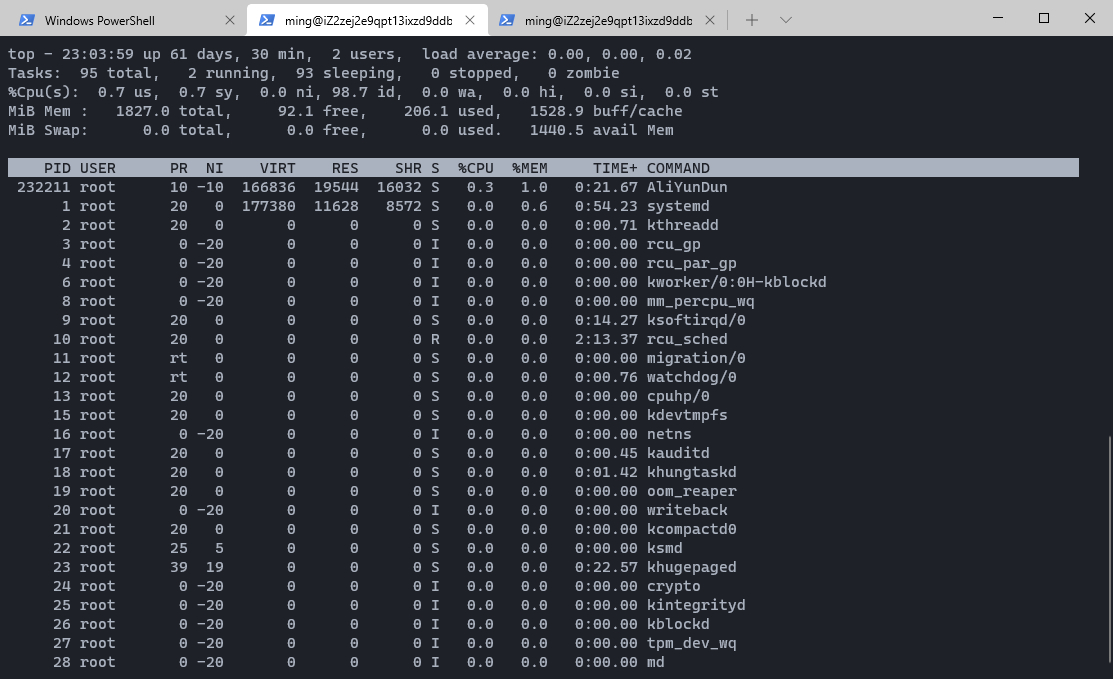 Windows PowerShell
ming@iZ2zej2e9qpt13ixzd9ddb
ming@iZ2zej2e9qpt13ixzd9ddb
top - 23:03:59 up 61 days, 30 min,  2 users,  load average: 0.00, 0.00, 0.02
Tasks:  95 total,   2 running,  93 sleeping,   0 stopped,   0 zombie
%Cpu(s):  0.7 us,  0.7 sy,  0.0 ni, 98.7 id,  0.0 wa,  0.0 hi,  0.0 si,  0.0 st
MiB Mem :   1827.0 total,     92.1 free,    206.1 used,   1528.9 buff/cache
MiB Swap:      0.0 total,      0.0 free,      0.0 used.   1440.5 avail Mem
    PID USER      PR  NI    VIRT    RES    SHR S  %CPU  %MEM     TIME+ COMMAND
 232211 root      10 -10  166836  19544  16032 S   0.3   1.0   0:21.67 AliYunDun
      1 root      20   0  177380  11628   8572 S   0.0   0.6   0:54.23 systemd
      2 root      20   0       0      0      0 S   0.0   0.0   0:00.71 kthreadd
      3 root       0 -20       0      0      0 I   0.0   0.0   0:00.00 rcu_gp
      4 root       0 -20       0      0      0 I   0.0   0.0   0:00.00 rcu_par_gp
      6 root       0 -20       0      0      0 I   0.0   0.0   0:00.00 kworker/0:0H-kblockd
      8 root       0 -20       0      0      0 I   0.0   0.0   0:00.00 mm_percpu_wq
      9 root      20   0       0      0      0 S   0.0   0.0   0:14.27 ksoftirqd/0
     10 root      20   0       0      0      0 R   0.0   0.0   2:13.37 rcu_sched
     11 root      rt   0       0      0      0 S   0.0   0.0   0:00.00 migration/0
     12 root      rt   0       0      0      0 S   0.0   0.0   0:00.76 watchdog/0
     13 root      20   0       0      0      0 S   0.0   0.0   0:00.00 cpuhp/0
     15 root      20   0       0      0      0 S   0.0   0.0   0:00.00 kdevtmpfs
     16 root       0 -20       0      0      0 I   0.0   0.0   0:00.00 netns
     17 root      20   0       0      0      0 S   0.0   0.0   0:00.45 kauditd
     18 root      20   0       0      0      0 S   0.0   0.0   0:01.42 khungtaskd
     19 root      20   0       0      0      0 S   0.0   0.0   0:00.00 oom_reaper
     20 root       0 -20       0      0      0 I   0.0   0.0   0:00.00 writeback
     21 root      20   0       0      0      0 S   0.0   0.0   0:00.00 kcompactd0
     22 root      25   5       0      0      0 S   0.0   0.0   0:00.00 ksmd
     23 root      39  19       0      0      0 S   0.0   0.0   0:22.57 khugepaged
     24 root       0 -20       0      0      0 I   0.0   0.0   0:00.00 crypto
     25 root       0 -20       0      0      0 I   0.0   0.0   0:00.00 kintegrityd
     26 root       0 -20       0      0      0 I   0.0   0.0   0:00.00 kblockd
     27 root       0 -20       0      0      0 I   0.0   0.0   0:00.00 tpm_dev_wq
     28 root       0 -20       0      0      0 I   0.0   0.0   0:00.00 md